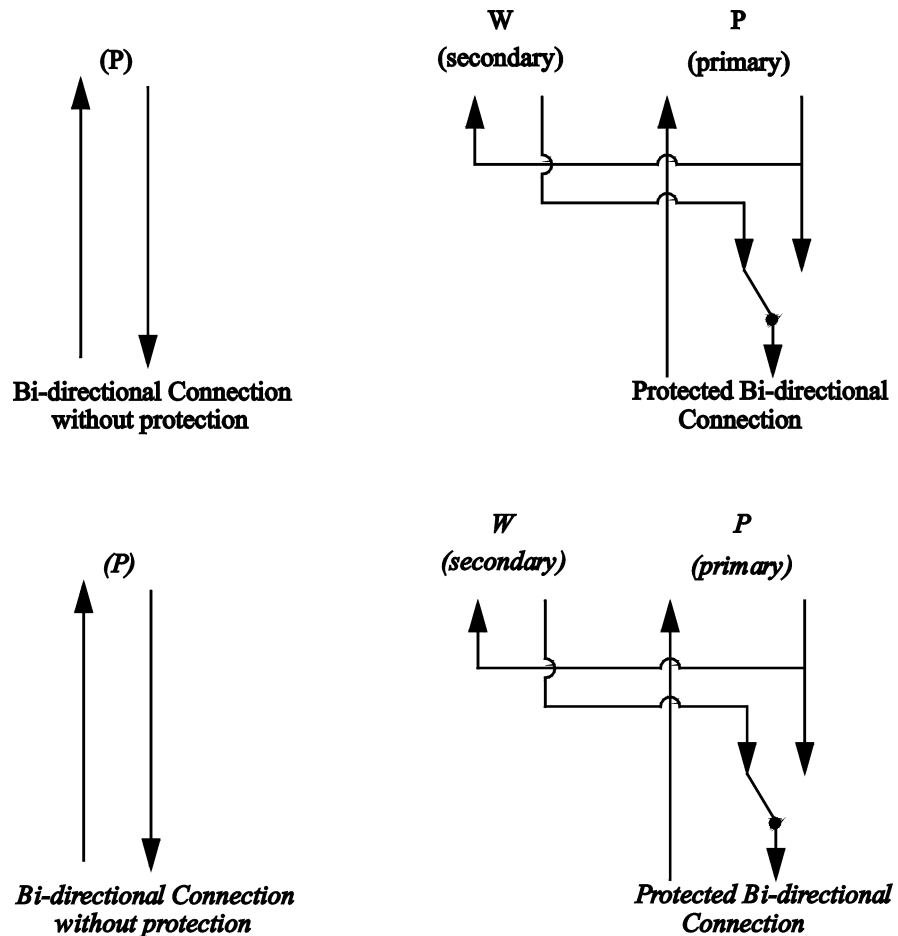 (P)
W
(secondary)
P
(primary)
Bi-directional Connection
without protection
Protected Bi-directional
Connection
(P)
W
(secondary)
P
(primary)
Bi-directional Connection
without protection
Protected Bi-directional
Connection